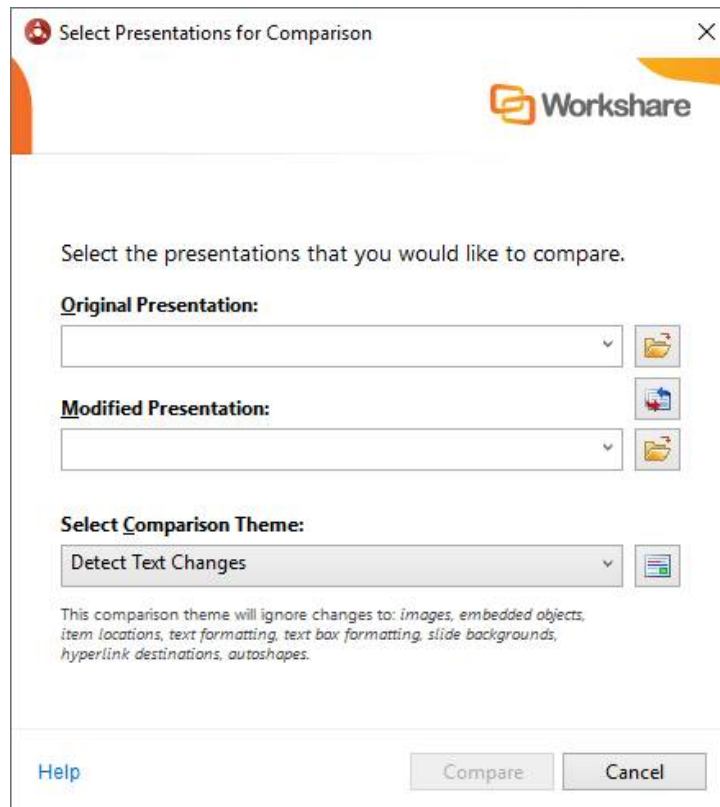 Select Presentations for Comparison
Workshare
Select the presentations that you would like to compare.
Original Presentation:
Modified Presentation:
Select Comparison Theme:
Detect Text Changes
This comparison theme will ignore changes to: images, embedded objects,
item locations, text formatting, text box formatting, slide backgrounds,
hyperlink destinations, autoshapes.
Help
Compare
Cancel